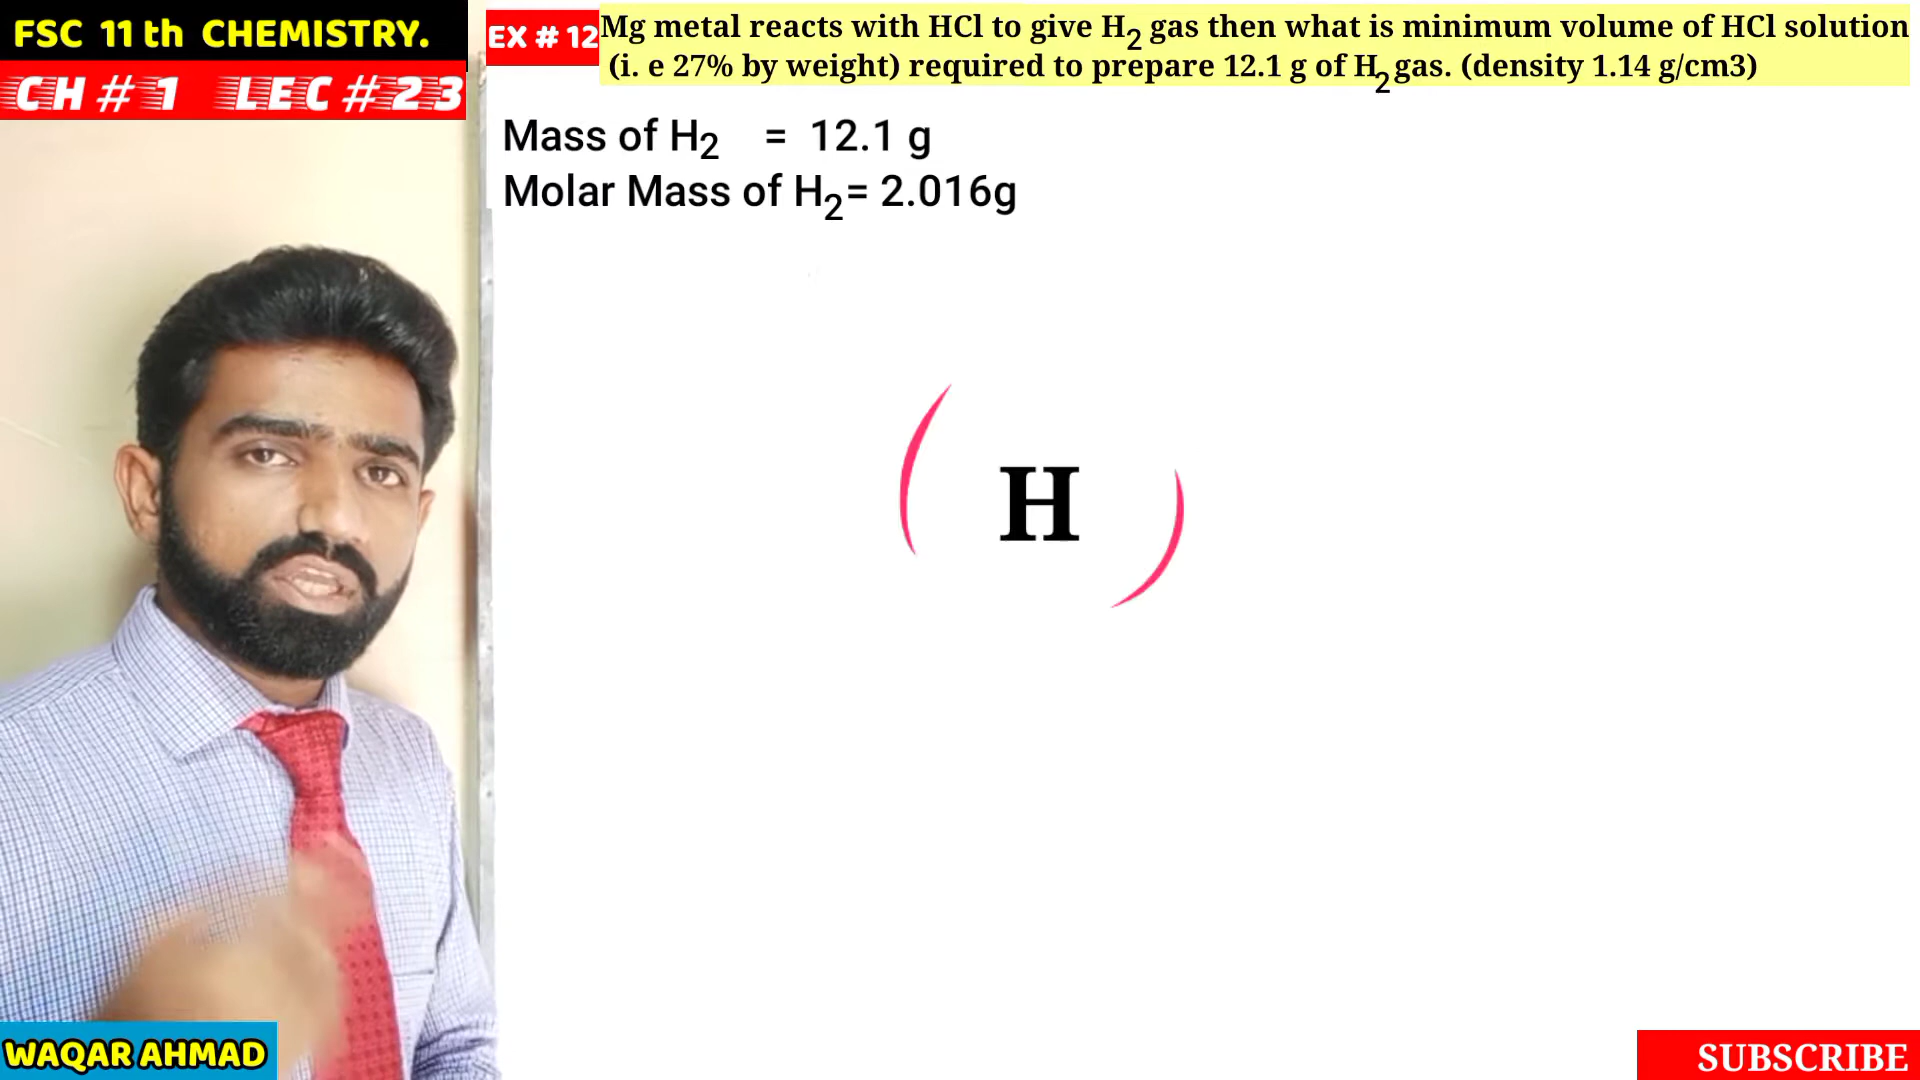 FSC 11 th CHEMISTRY.
CH # 1 LEC # 23
EX # 12
Mg metal reacts with HCl to give H2 gas then what is minimum volume of HCl solution
(i. e 27% by weight) required to prepare 12.1 g of H2 gas. (density 1.14 g/cm3)
Mass of H2 = 12.1 g
Molar Mass of H2= 2.016g
( H )
WAQAR AHMAD
SUBSCRIBE